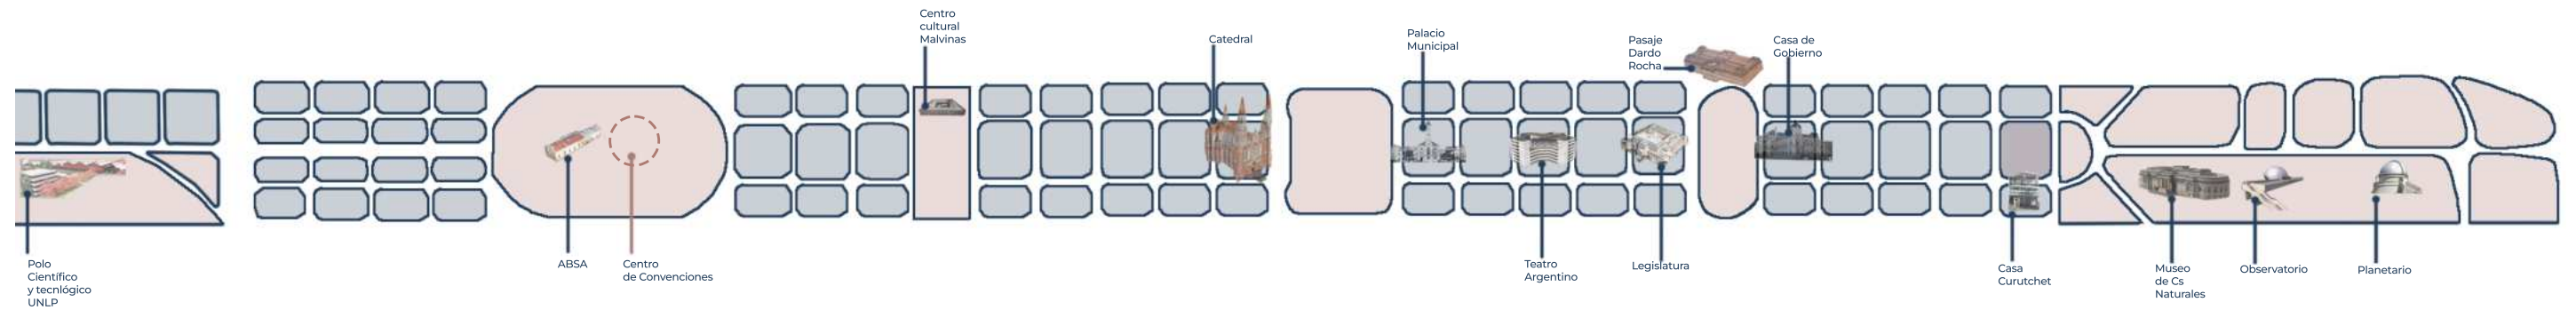 Polo
Científico
y tecnlógico
UNLP
ABSA
Centro
de Convenciones
Centro
cultural
Malvinas
Catedral
Palacio
Municipal
Teatro
Argentino
Pasaje
Dardo
Rocha
Legislatura
Casa de
Gobierno
Casa
Curutchet
Museo
de Cs
Naturales
Observatorio
Planetario